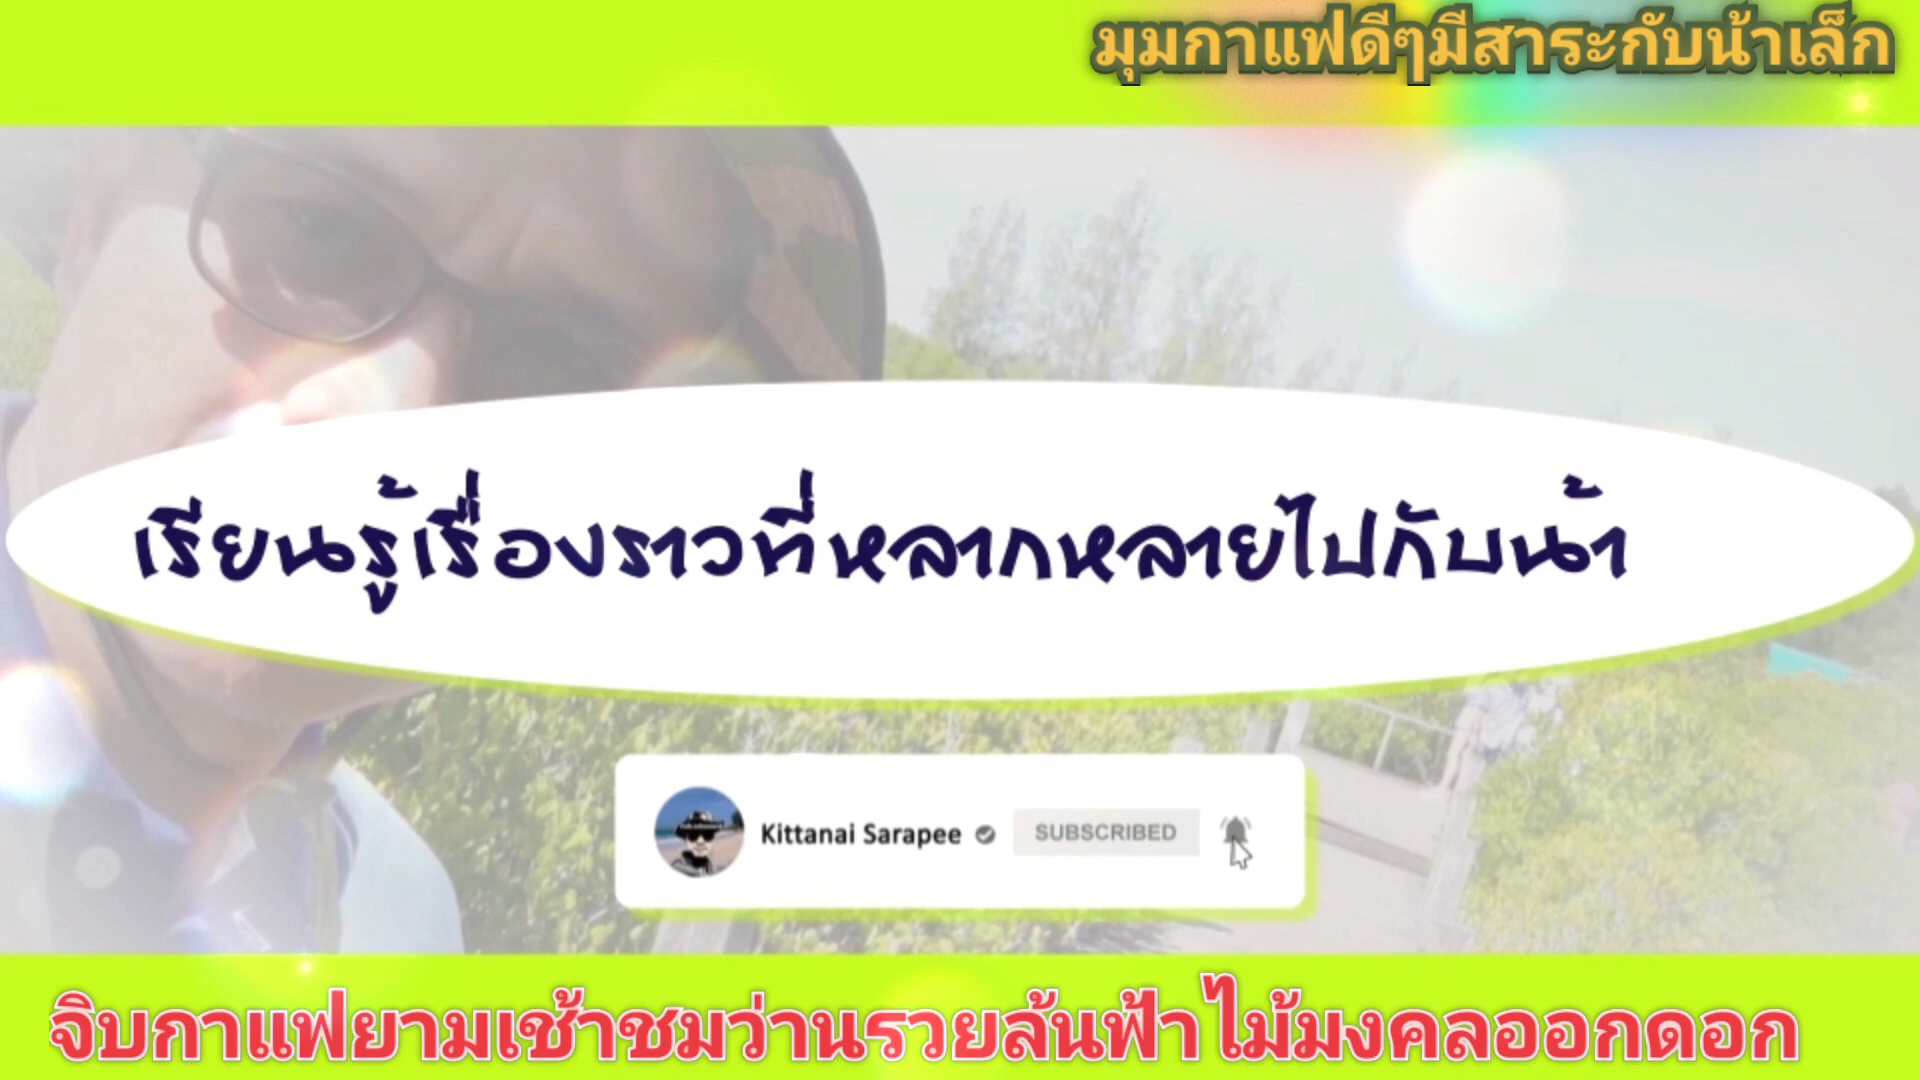 มุมกาแฟดีๆมีสาระกับน้าเล็ก
เรียนรู้เรื่องราวที่หลากหลายไปกับน้า
Kittanai Sarapee
SUBSCRIBED
จิบกาแฟยามเช้าชมว่านรวยล้นฟ้าไม้มงคลออกดอก